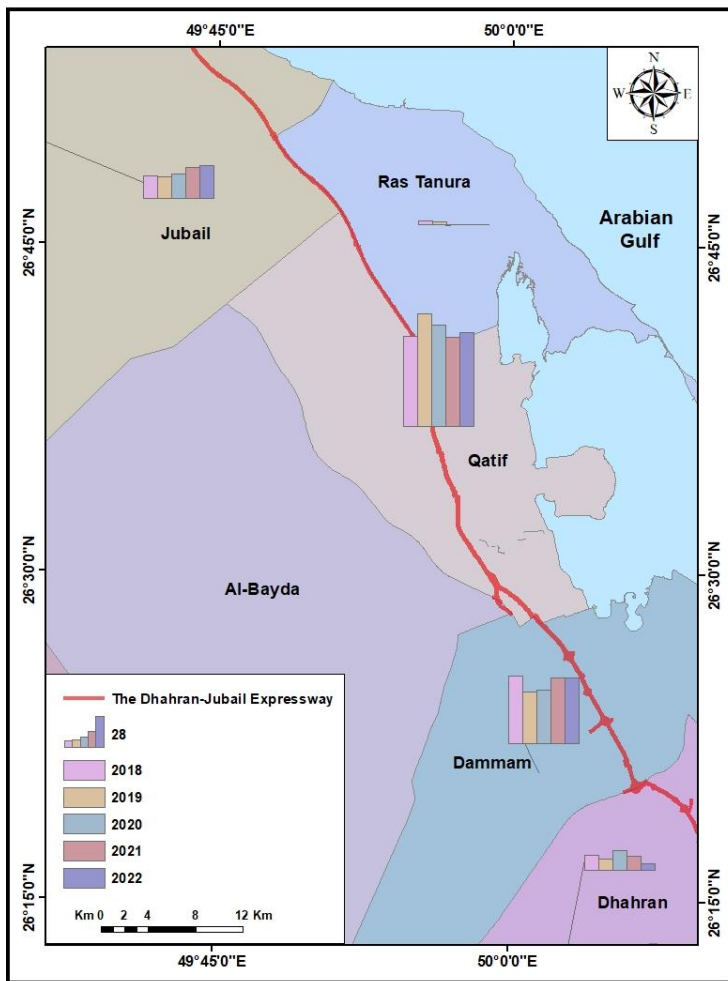 49°45'0"E
50°0'0"E
N
W
E
S
Ras Tanura
Arabian
Gulf
Jubail
26°45'0"N
26°45'0"N
Qatif
Al-Bayda
26°30'0"N
26°30'0"N
The Dhahran-Jubail Expressway
28
2018
2019
2020
2021
2022
Km 0 2 4 8 12 Km
Dammam
Dhahran
26°15'0"N
26°15'0"N
49°45'0"E
50°0'0"E